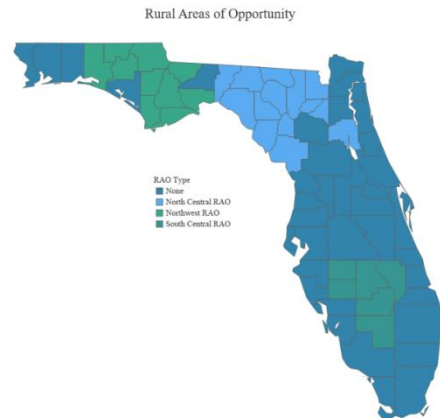 Rural Areas of Opportunity
RAO Type
None
North Central RAO
Northwest RAO
South Central RAO